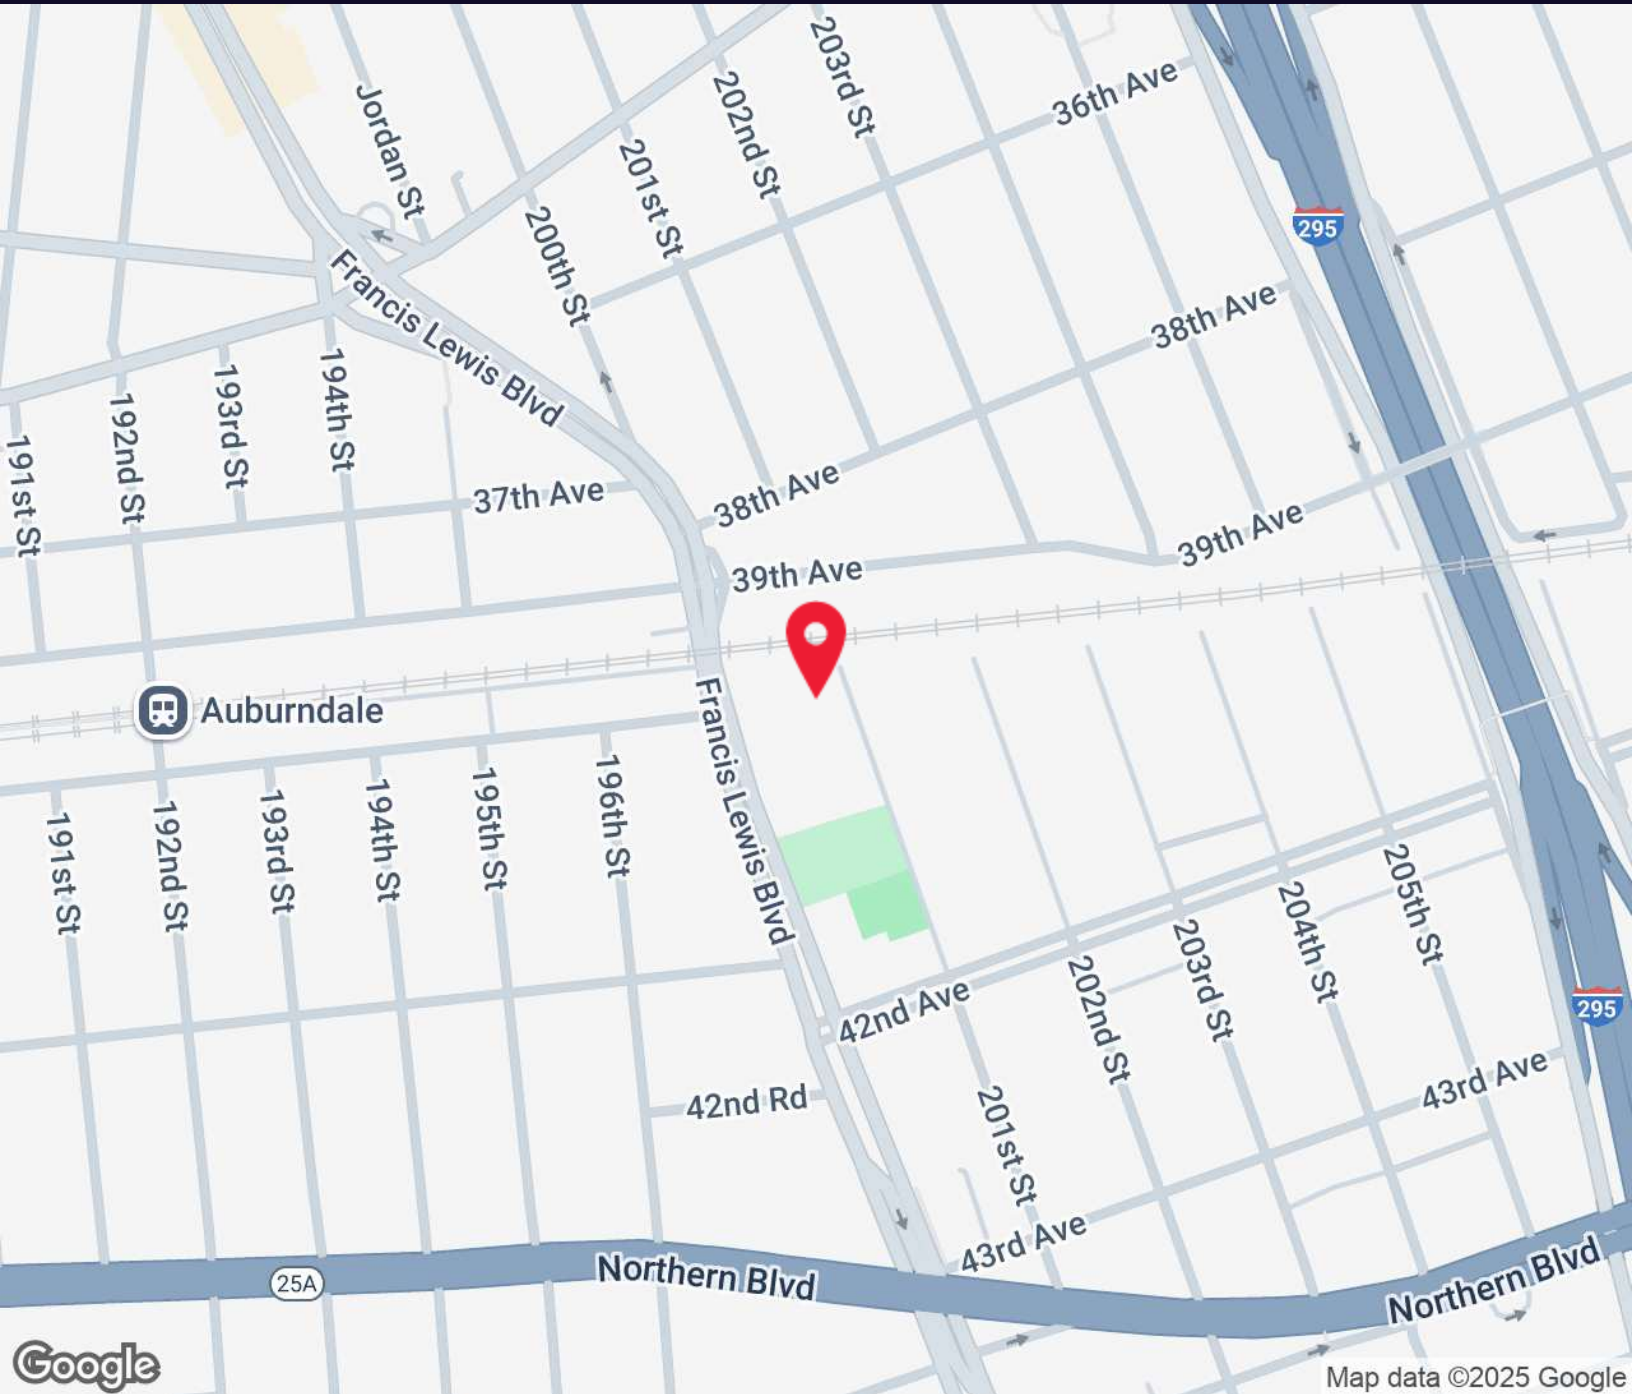 203rd St
36th Ave
202nd St
Jordan St
201st St
200th St
295
Francis Lewis Blvd
38th Ave
194th St
193rd St
192nd St
191st St
37th Ave
38th Ave
39th Ave
39th Ave
Auburndale
Francis Lewis Blvd
196th St
195th St
194th St
193rd St
192nd St
191st St
205th St
204th St
203rd St
202nd St
42nd Ave
295
42nd Rd
43rd Ave
201st St
43rd Ave
Northern Blvd
25A
Northern Blvd
Google
Map data ©2025 Google